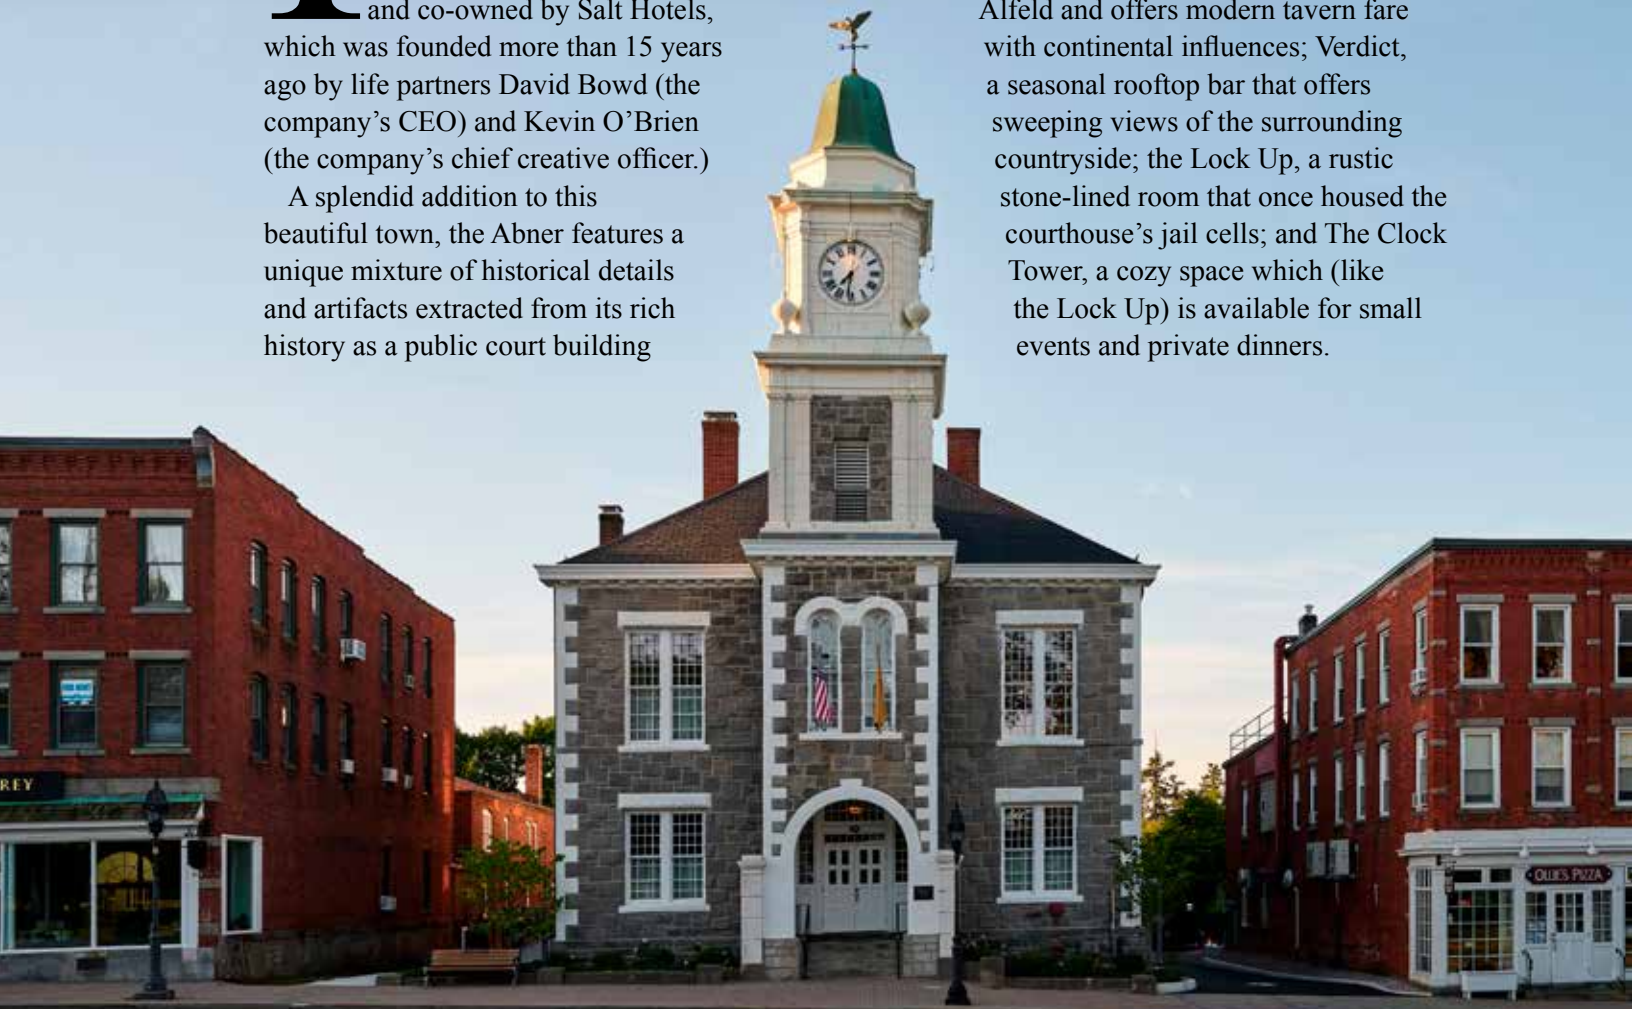 and co-owned by Salt Hotels,
which was founded more than 15 years
ago by life partners David Bowd (the
company’s CEO) and Kevin O’Brien
(the company’s chief creative officer.)
A splendid addition to this
beautiful town, the Abner features a
unique mixture of historical details
and artifacts extracted from its rich
history as a public court building
Alfeld and offers modern tavern fare
with continental influences; Verdict,
a seasonal rooftop bar that offers
sweeping views of the surrounding
countryside; the Lock Up, a rustic
stone-lined room that once housed the
courthouse’s jail cells; and The Clock
Tower, a cozy space which (like
the Lock Up) is available for small
events and private dinners.
REY
OLLIE'S PIZZA